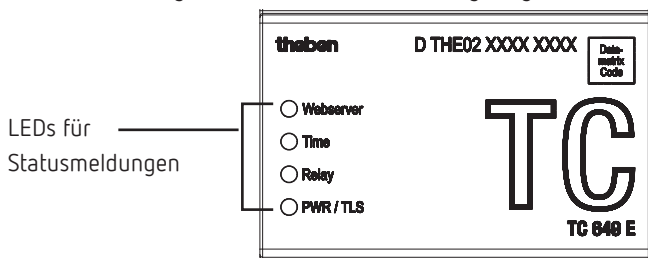 theben
D THE02 XXXX XXXX
Data-
matrix
Code
LEDs für
Statusmeldungen
Webserver
Time
Relay
PWR / TLS
TC
TC 649 E